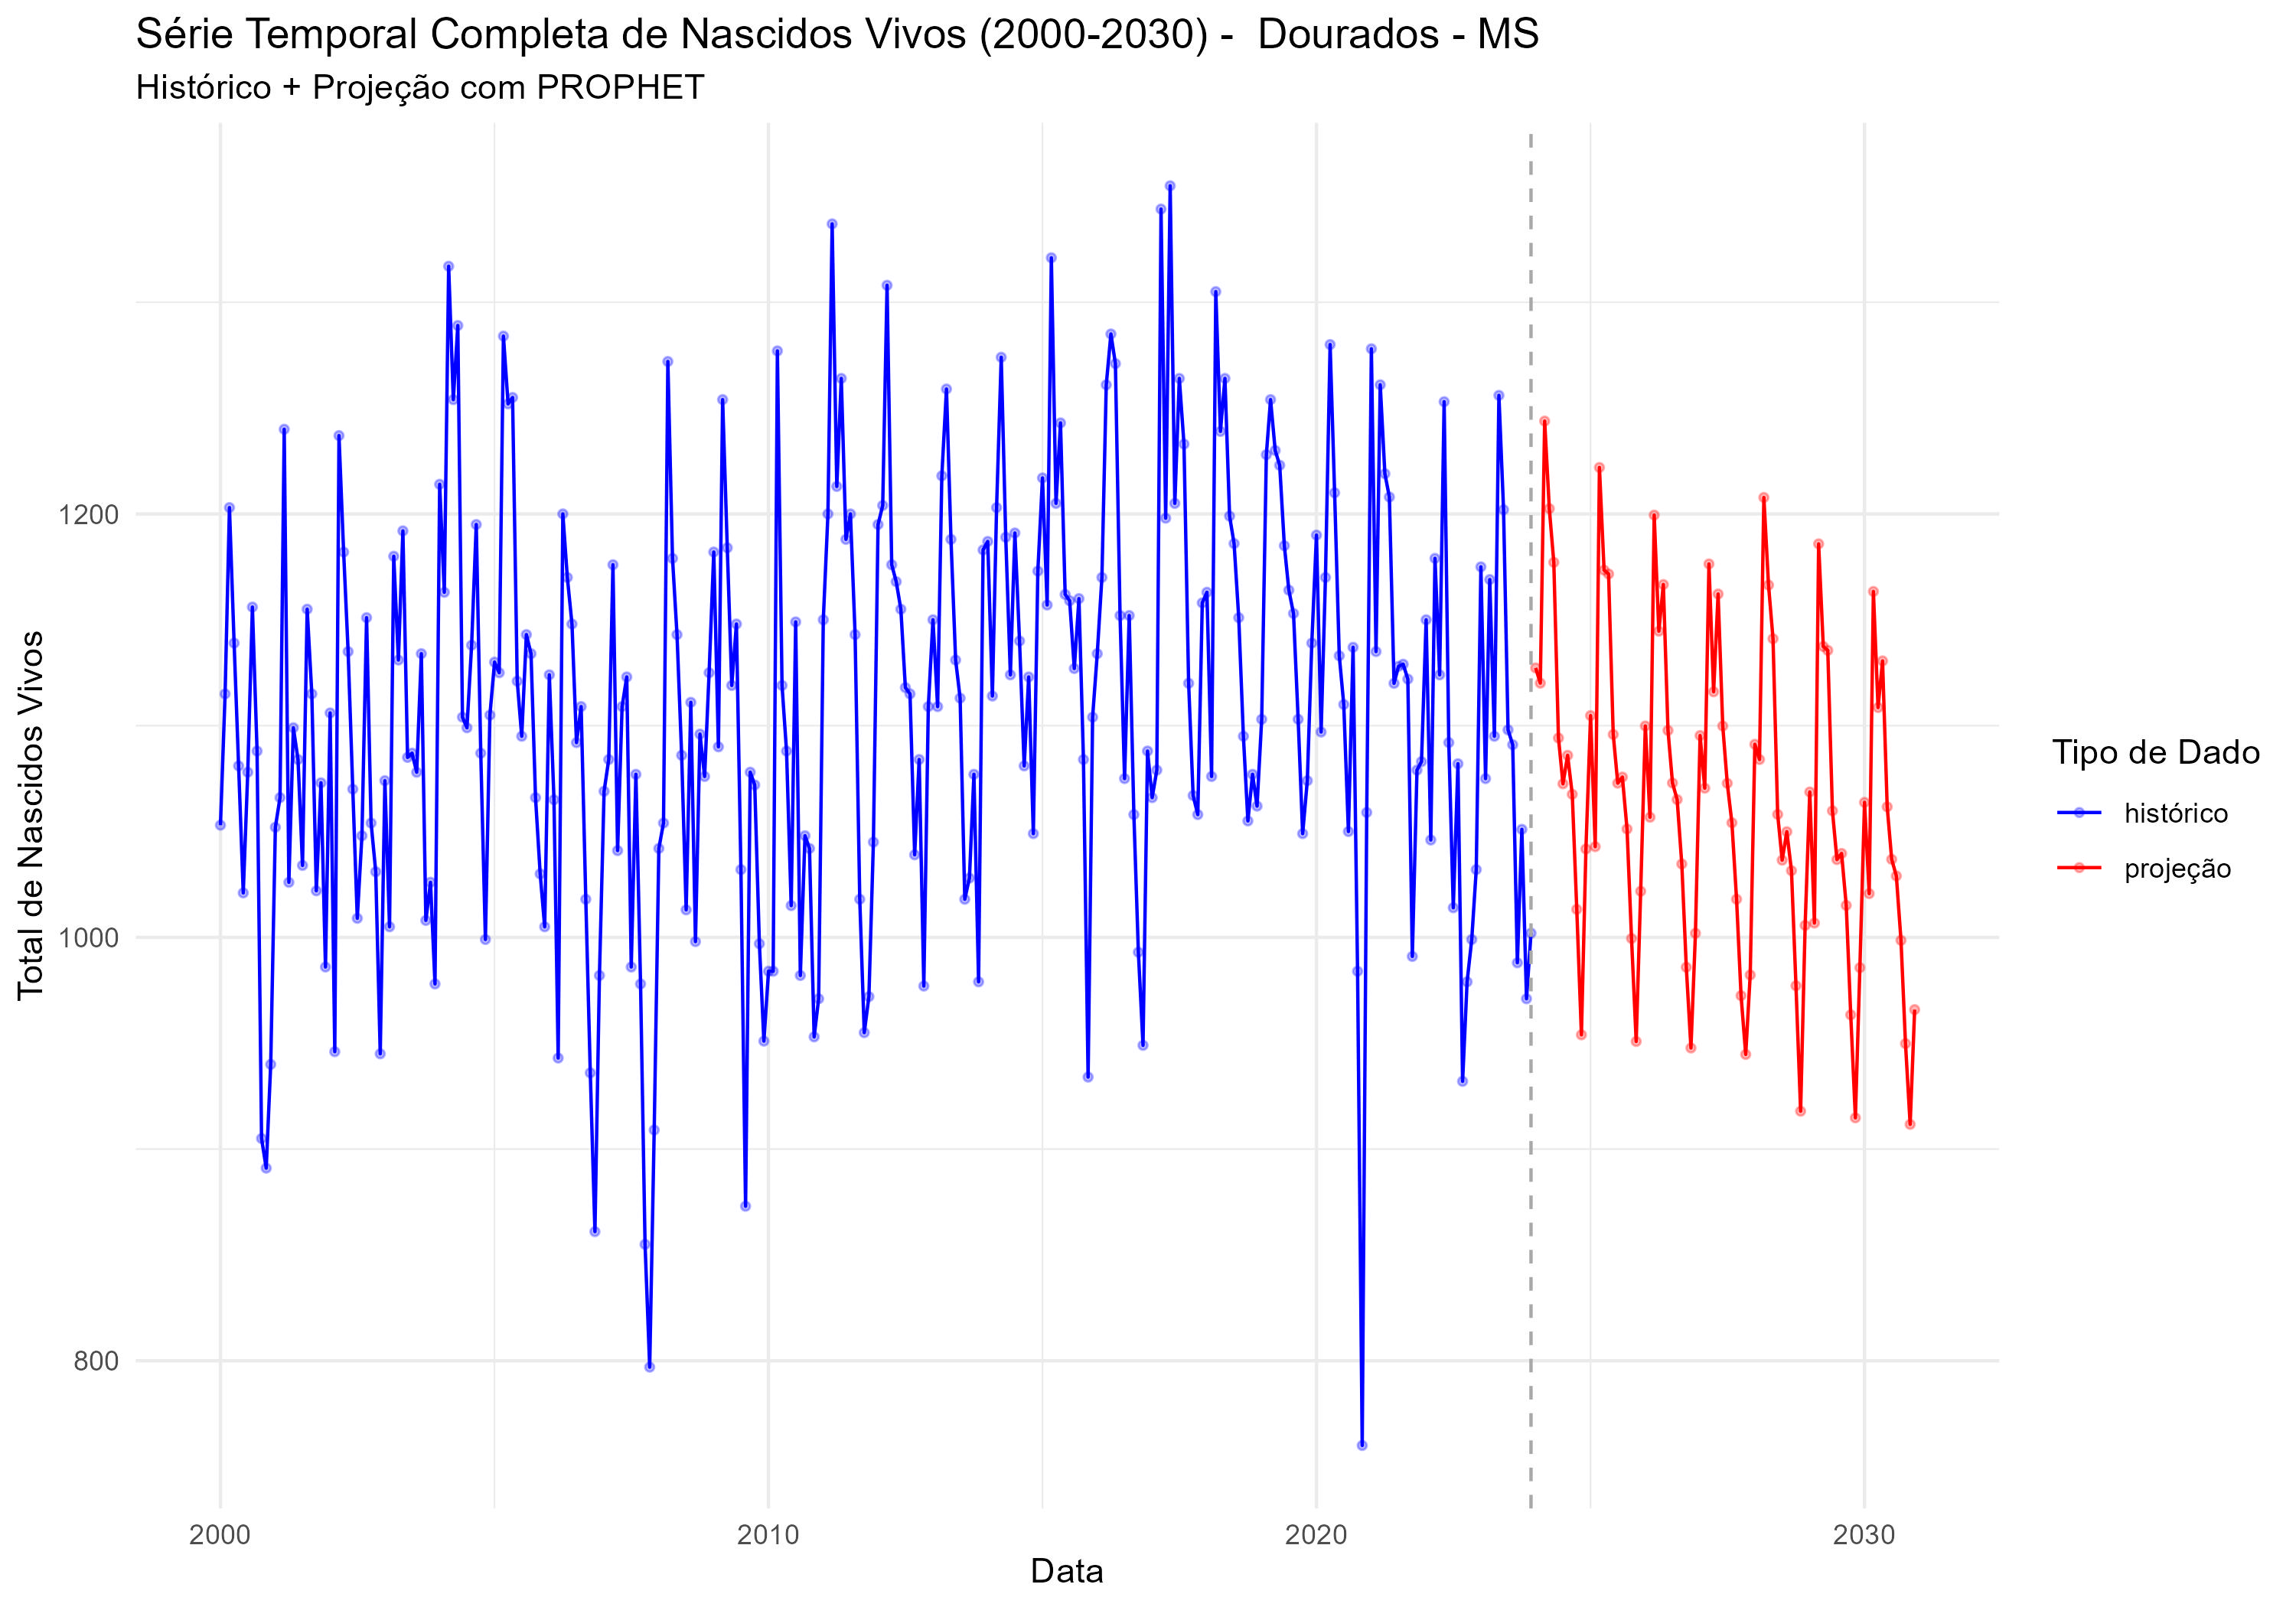 Série Temporal Completa de Nascidos Vivos (2000-2030) -  Dourados - MS
Histórico + Projeção com PROPHET
Total de Nascidos Vivos
1200
1000
800
2000
2010
2020
2030
Data
Tipo de Dado
histórico
projeção